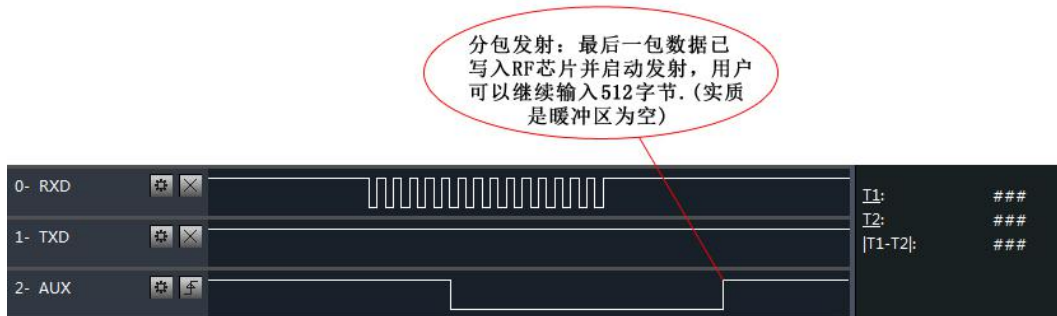 分包发射：最后一包数据已
写入RF芯片并启动发射，用户
可以继续输入512字节.(实质
是暖冲区为空)
0- RXD
T1: ###
1- TXD
T2: ###
|T1-T2|: ###
2- AUX